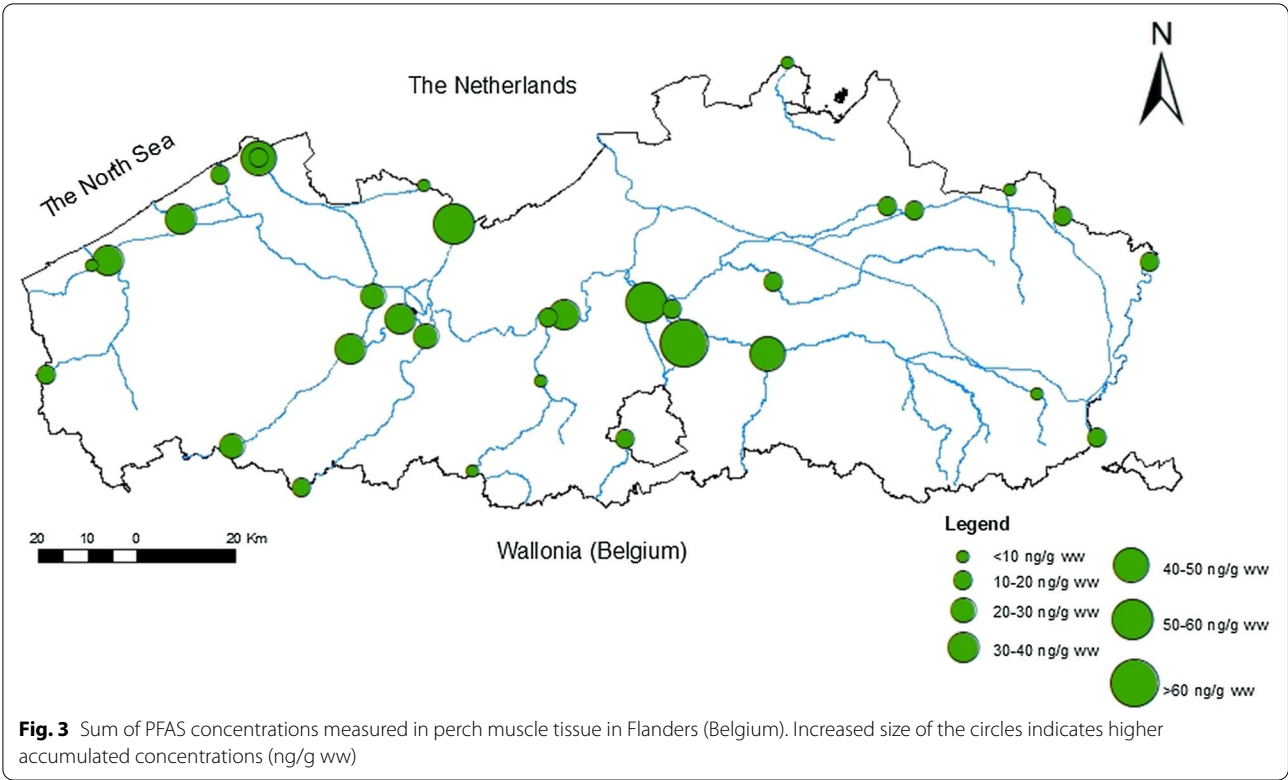 N
The Netherlands
The North Sea
20 10 0 20 Km
Wallonia (Belgium)
Legend
<10 ng/g ww
10-20 ng/g ww
20-30 ng/g ww
30-40 ng/g ww
40-50 ng/g ww
50-60 ng/g ww
>60 ng/g ww
Fig. 3 Sum of PFAS concentrations measured in perch muscle tissue in Flanders (Belgium). Increased size of the circles indicates higher
accumulated concentrations (ng/g ww)